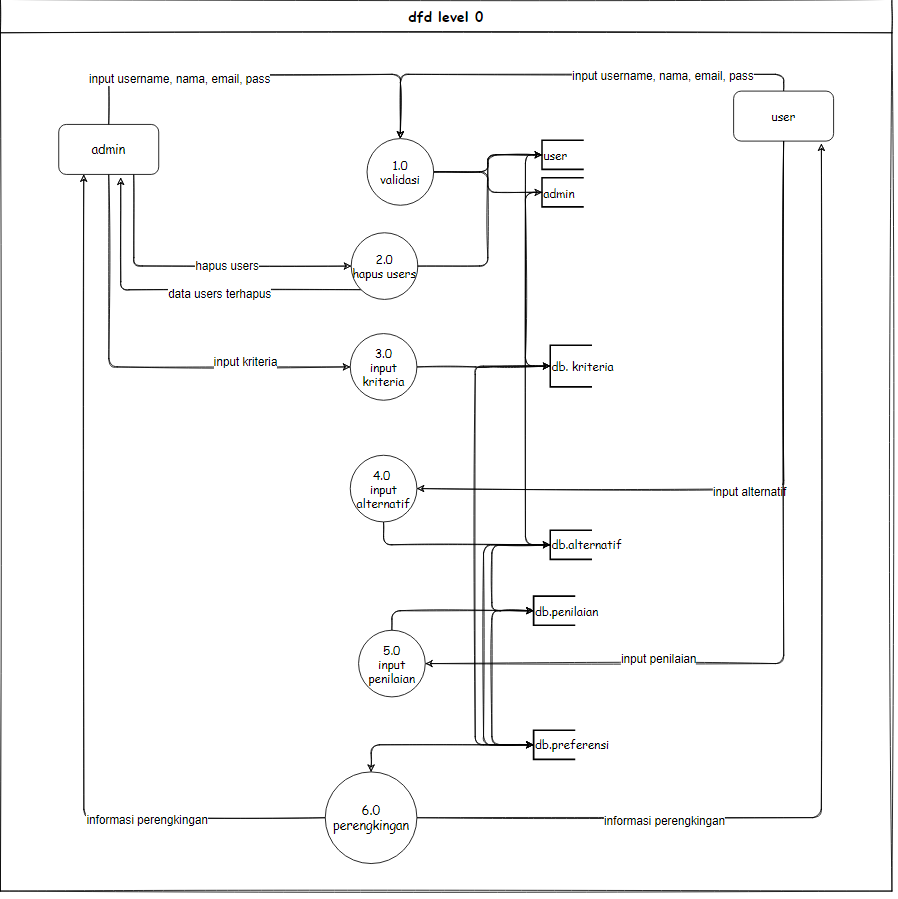 dfd level 0
input username, nama, email, pass
input username, nama, email, pass
user
admin
1.0
validasi
user
admin
2.0
hapus users
hapus users
data users terhapus
3.0
input
kriteria
input kriteria
db. kriteria
4.0
input
alternatif
input alternatif
db.alternatif
db.penilaian
5.0
input
penilaian
input penilaian
db.preferensi
6.0
perengkingan
informasi perengkingan
informasi perengkingan